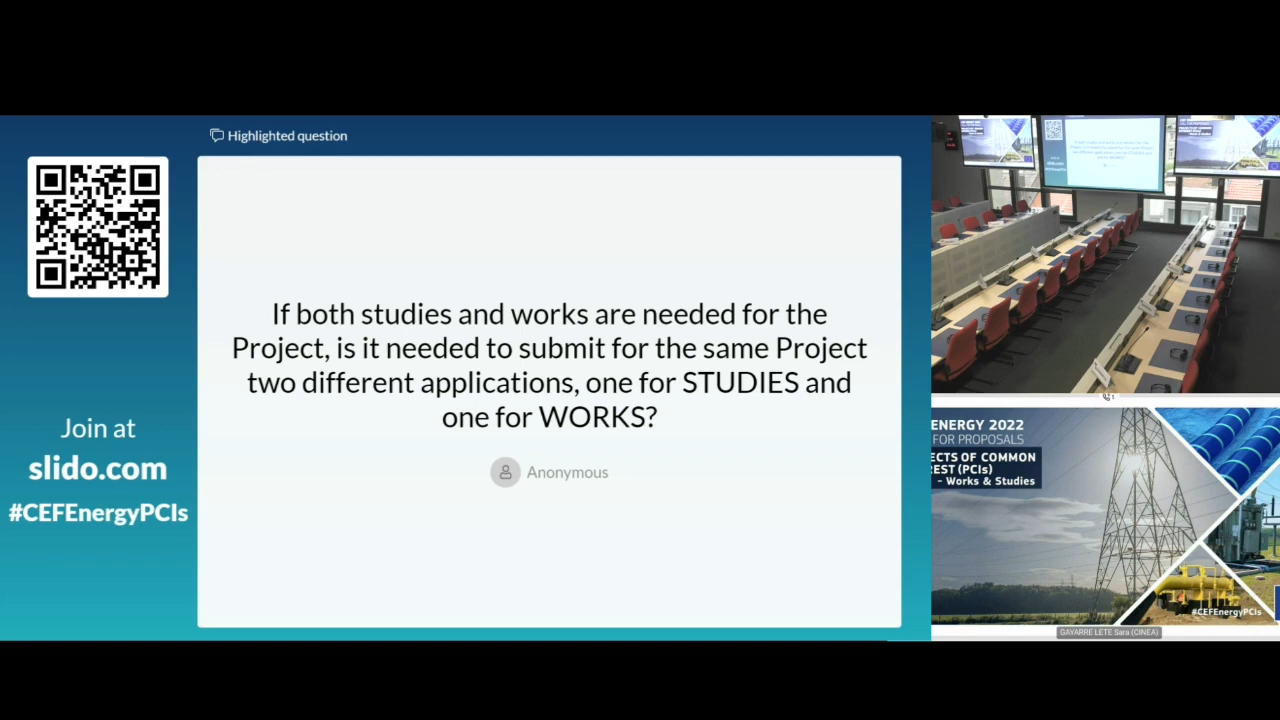 Highlighted question
If both studies and works are needed for the
Project, is it needed to submit for the same Project
two different applications, one for STUDIES and
one for WORKS?
Anonymous
Join at
slido.com
#CEFEnergyPCIs
ENERGY 2022
FOR PROPOSALS
ECTS OF COMMON
REST (PCIs)
- Works & Studies
#CEFEnergyPCIs
GAYARRE LETE Sara (CINEA)